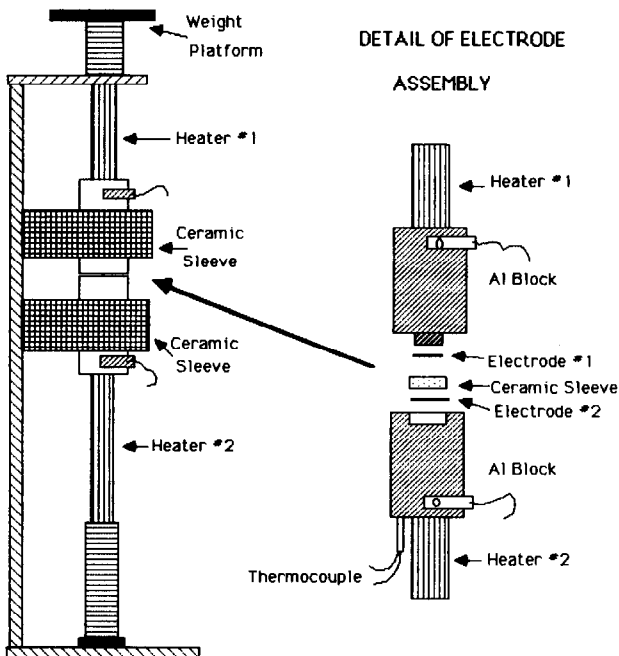 Weight
Platform
Heater #1
Ceramic
Sleeve
Ceramic
Sleeve
Heater #2
DETAIL OF ELECTRODE
ASSEMBLY
Heater #1
Al Block
Electrode #1
Ceramic Sleeve
Electrode #2
Al Block
Thermocouple
Heater #2